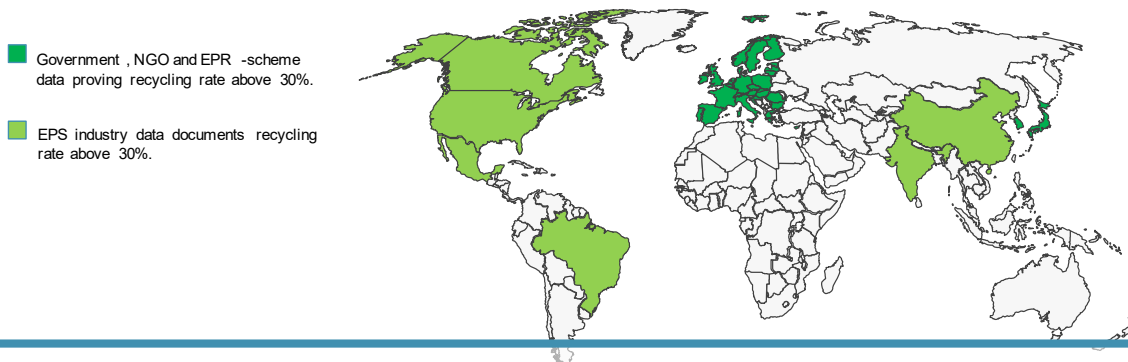 Government , NGO and EPR -scheme
data proving recycling rate above 30%.
EPS industry data documents recycling
rate above 30%.